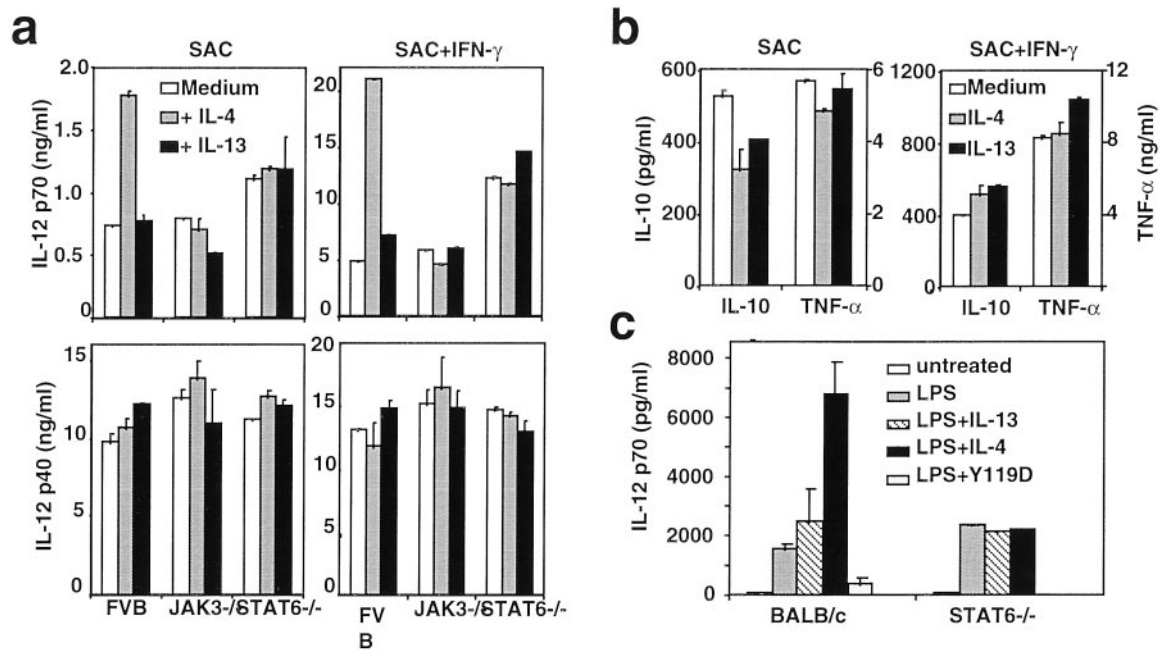 a
SAC
SAC+IFN-γ
IL-12 p70 (ng/ml)
2.0
1.5
1.0
0.5
0
Medium
+ IL-4
+ IL-13
20
15
10
5
0
IL-12 p40 (ng/ml)
15
10
5
0
FVB
JAK3-/-
STAT6-/-
20
15
10
5
0
FV
B
JAK3-/-
STAT6-/-
b
SAC
SAC+IFN-γ
IL-10 (pg/ml)
600
400
200
0
6
4
2
0
IL-10
TNF-α
1200
800
400
0
Medium
IL-4
IL-13
12
8
4
TNF-α (ng/ml)
IL-10
TNF-α
c
IL-12 p70 (pg/ml)
8000
6000
4000
2000
0
untreated
LPS
LPS+IL-13
LPS+IL-4
LPS+Y119D
BALB/c
STAT6-/-